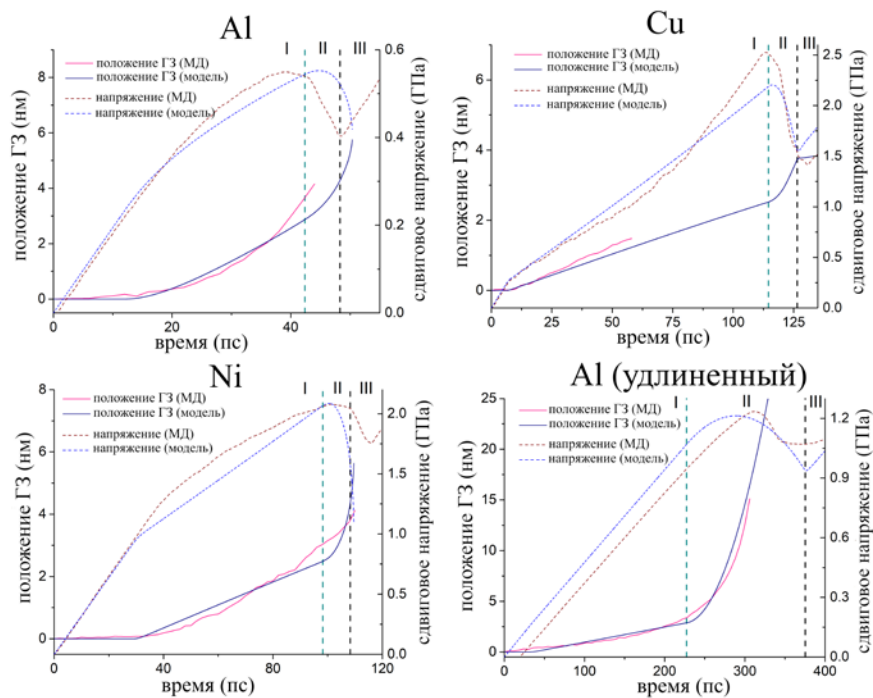 Al
I II III
положение ГЗ (МД)
положение ГЗ (модель)
напряжение (МД)
напряжение (модель)
положение ГЗ (нм)
0 2 4 6 8
сдвиговое напряжение (ГПа)
0.0 0.2 0.4 0.6
0 20 40
время (пс)
Cu
I II III
положение ГЗ (МД)
положение ГЗ (модель)
напряжение (МД)
напряжение (модель)
положение ГЗ (нм)
0 2 4 6
сдвиговое напряжение (ГПа)
0.0 0.5 1.0 1.5 2.0 2.5
0 25 50 75 100 125
время (пс)
Ni
I II III
положение ГЗ (МД)
положение ГЗ (модель)
напряжение (МД)
напряжение (модель)
положение ГЗ (нм)
0 2 4 6 8
сдвиговое напряжение (ГПа)
0.0 0.5 1.0 1.5 2.0
0 40 80 120
время (пс)
Al (удлиненный)
I II III
положение ГЗ (МД)
положение ГЗ (модель)
напряжение (МД)
напряжение (модель)
положение ГЗ (нм)
0 5 10 15 20 25
сдвиговое напряжение (ГПа)
0.0 0.3 0.6 0.9 1.2
0 100 200 300 400
время (пс)